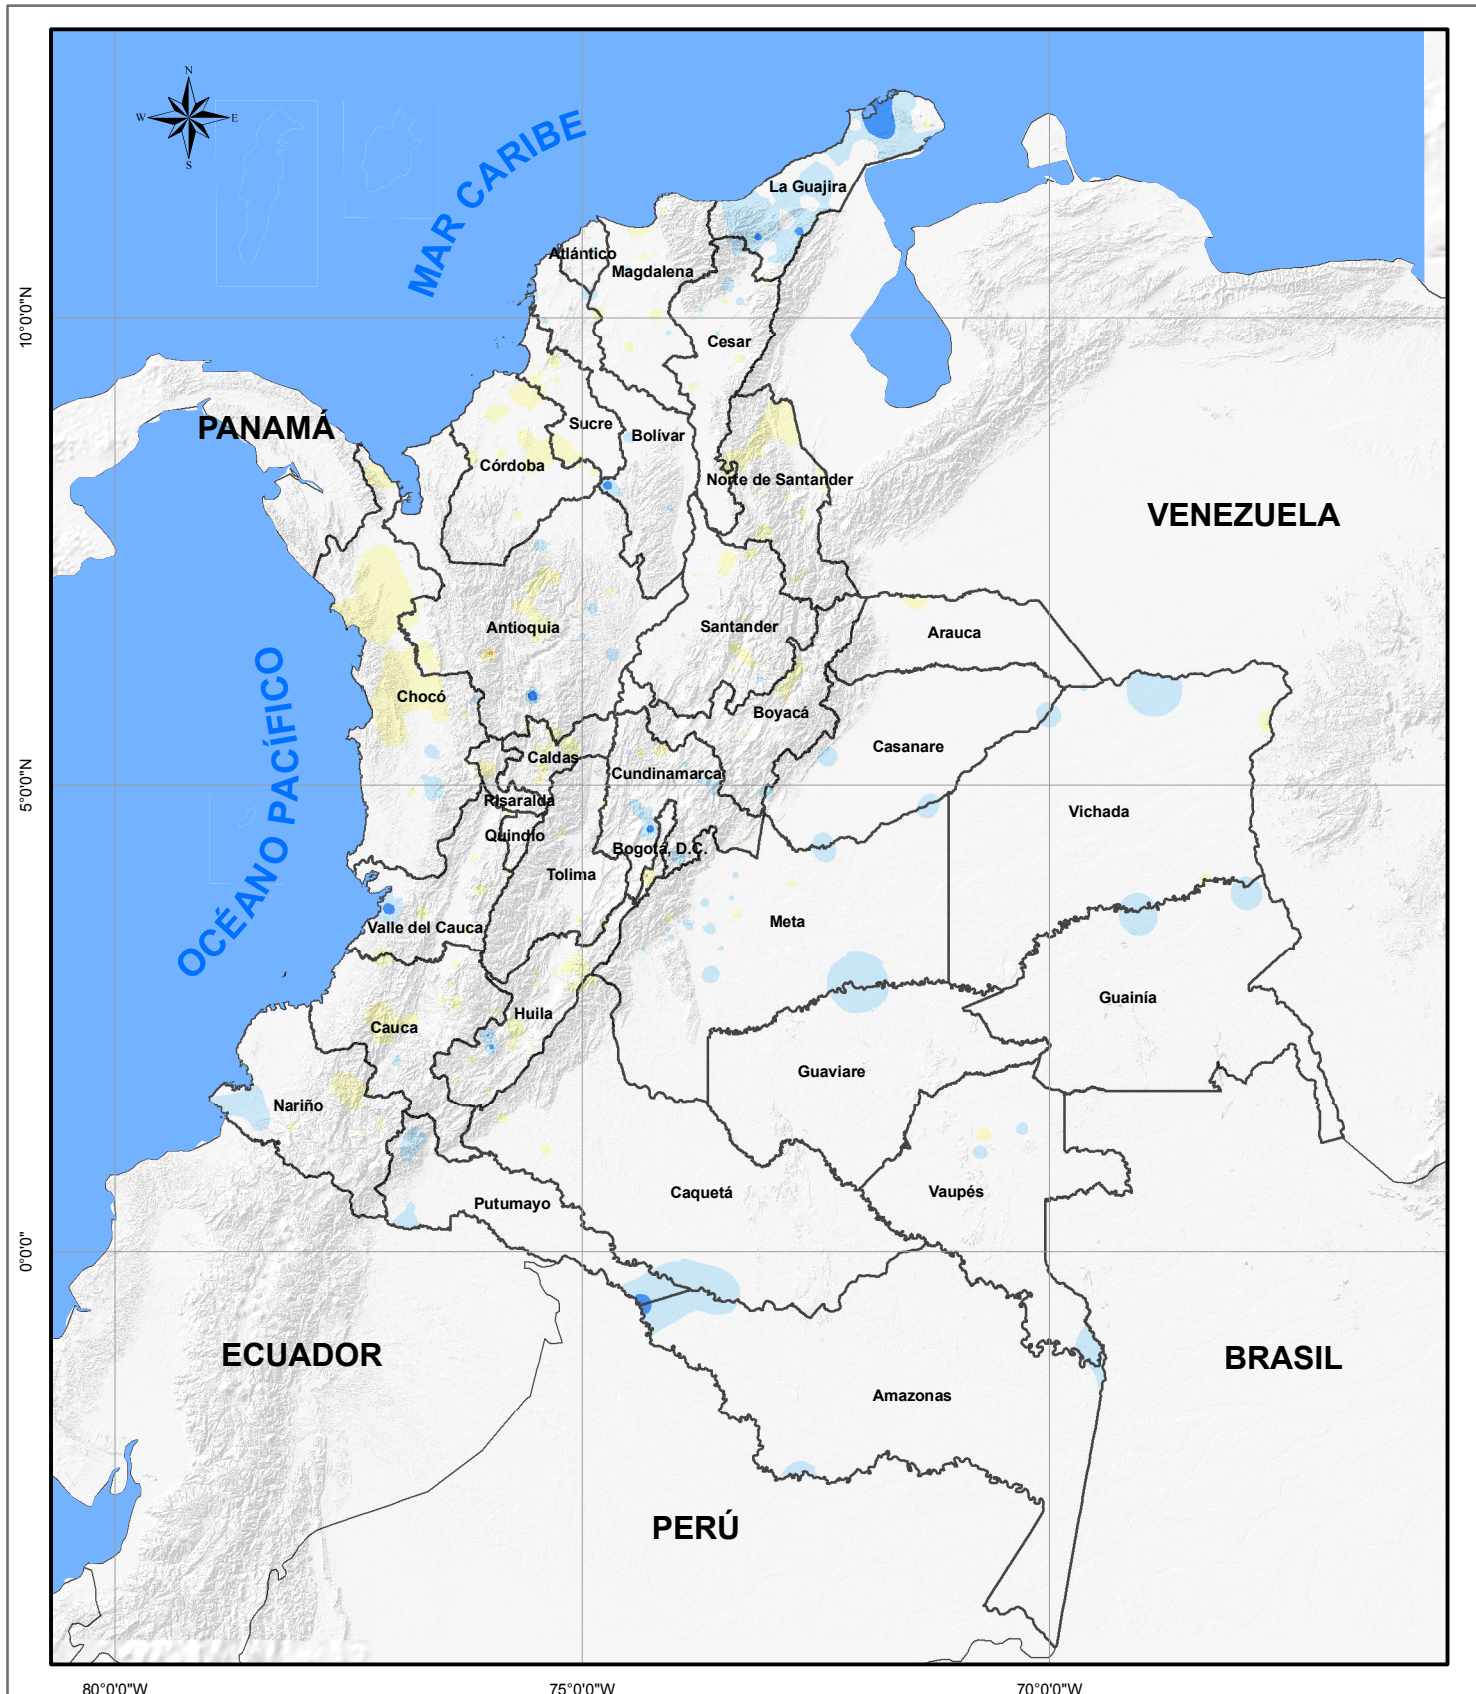 N
W
E
S
MAR CARIBE
La Guajira
Atlántico
Magdalena
10°0'0"N
Cesar
PANAMÁ
Sucre
Bolívar
Córdoba
Norte de Santander
VENEZUELA
Antioquia
Santander
Arauca
Chocó
Boyacá
Casanare
Caldas
Cundinamarca
5°0'0"N
Risaralda
Vichada
Quindío
Bogotá, D.C.
Tolima
OCÉANO PACÍFICO
Valle del Cauca
Meta
Guainía
Huila
Cauca
Guaviare
Nariño
Caquetá
Vaupés
Putumayo
0°0'0"
ECUADOR
BRASIL
Amazonas
PERÚ
80°0'0"W
75°0'0"W
70°0'0"W